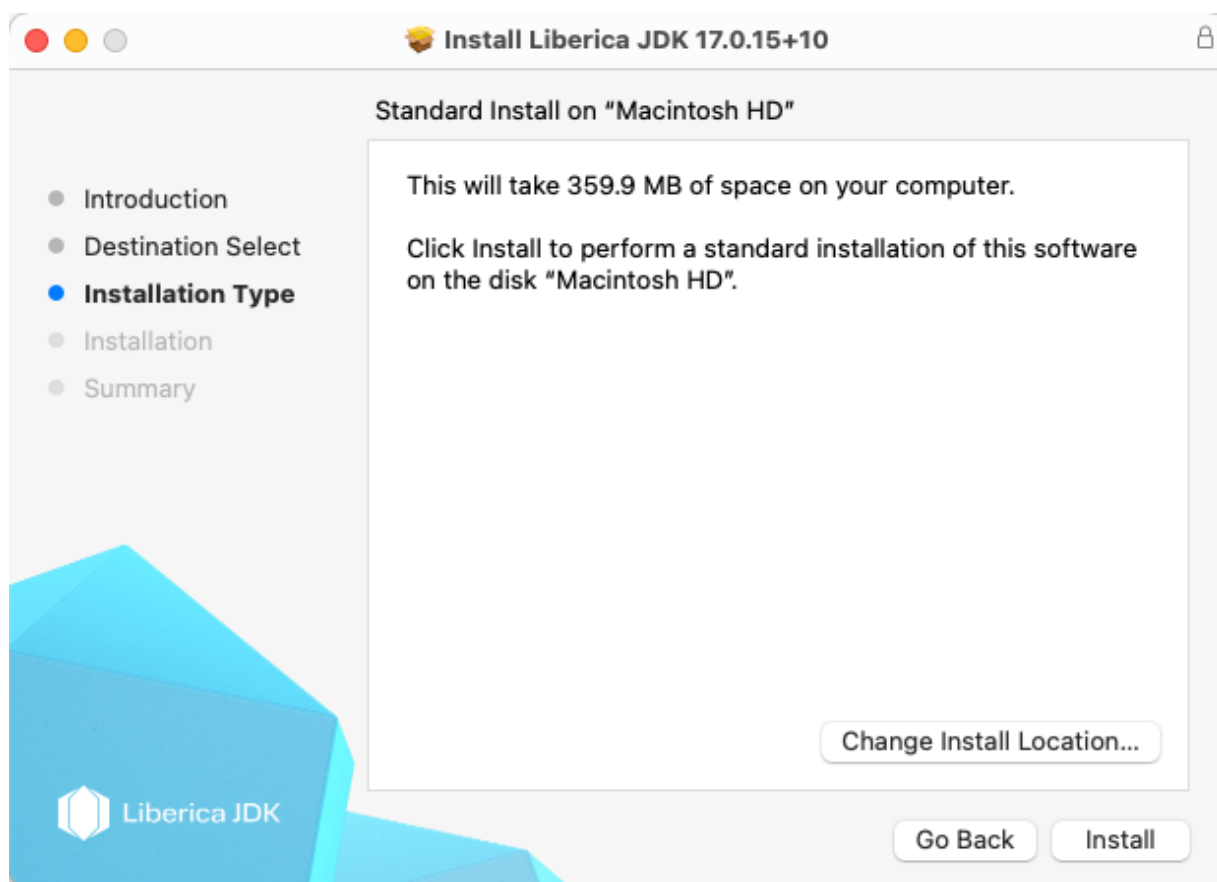 Install Liberica JDK 17.0.15+10
Standard Install on “Macintosh HD”
Introduction
Destination Select
Installation Type
Installation
Summary
This will take 359.9 MB of space on your computer.
Click Install to perform a standard installation of this software
on the disk “Macintosh HD”.
Change Install Location...
Liberica JDK
Go Back
Install